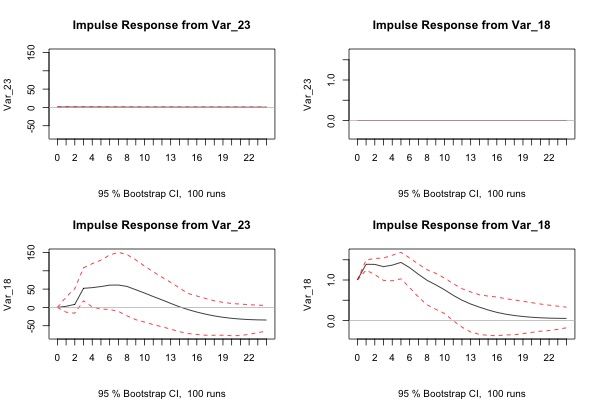 Impulse Response from Var_23
Var_23
150
50
0
-50
0 2 4 6 8 10 13 16 19 22
95 % Bootstrap CI,  100 runs
Impulse Response from Var_18
Var_23
1.0
0.0
0 2 4 6 8 10 13 16 19 22
95 % Bootstrap CI,  100 runs
Impulse Response from Var_23
Var_18
150
50
0
-50
0 2 4 6 8 10 13 16 19 22
95 % Bootstrap CI,  100 runs
Impulse Response from Var_18
Var_18
1.0
0.0
0 2 4 6 8 10 13 16 19 22
95 % Bootstrap CI,  100 runs